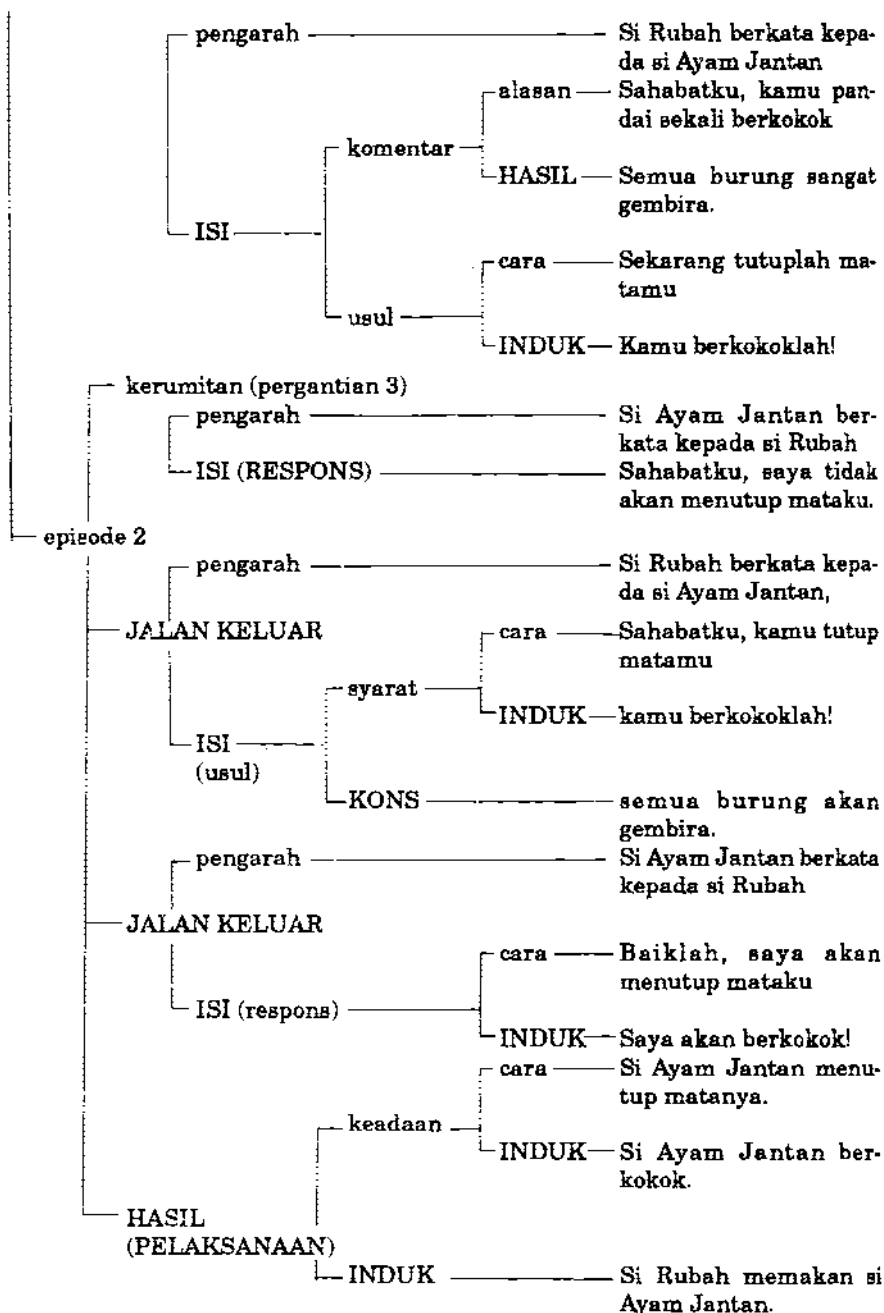 pengarah Si Rubah berkata kepa-
da si Ayam Jantan
alasan Sahabatku, kamu pan-
dai sekali berkokok
komentar
HASIL Semua burung sangat
gembira.
ISI
cara Sekarang tutuplah ma-
tamu
usul
INDUK Kamu berkokoklah!
kerumitan (pergantian 3)
pengarah Si Ayam Jantan ber-
kata kepada si Rubah
ISI (RESPONS) Sahabatku, saya tidak
akan menutup mataku.
episode 2
pengarah Si Rubah berkata kepa-
da si Ayam Jantan,
JALAN KELUAR cara Sahabatku, kamu tutup
matamu
syarat
INDUK kamu berkokoklah!
ISI
(usul)
KONS semua burung akan
gembira.
pengarah Si Ayam Jantan berkata
kepada si Rubah
JALAN KELUAR
cara Baiklah, saya akan
menutup mataku
ISI (respons)
INDUK Saya akan berkokok!
cara Si Ayam Jantan menu-
tup matanya.
keadaan
INDUK Si Ayam Jantan ber-
kokok.
HASIL
(PELAKSANAAN)
INDUK Si Rubah memakan si
Ayam Jantan.